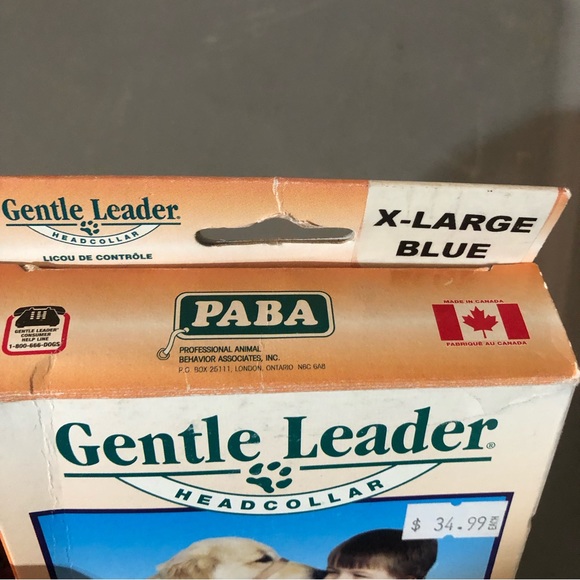 Gentle Leader®
HEADCOLLAR
LICOU DE CONTRÔLE
X-LARGE
BLUE
GENTLE LEADER®
CONSUMER
HELP LINE
1-800-666-DOGS
PABA
PROFESSIONAL ANIMAL
BEHAVIOR ASSOCIATES, INC.
P.O. BOX 25111, LONDON, ONTARIO N6C 6A8
MADE IN CANADA
FABRIQUÉ AU CANADA
Gentle Leader®
HEADCOLLAR
$ 34.99 EACH